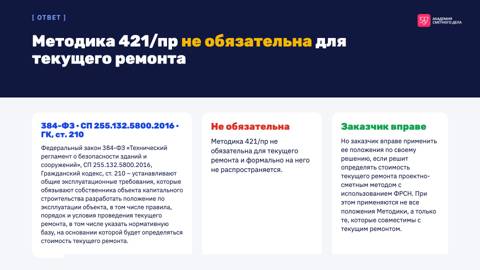 [ ОТВЕТ ]
АКАДЕМИЯ
СМЕТНОГО ДЕЛА
Методика 421/пр не обязательна для
текущего ремонта
384-ФЗ • СП 255.132.5800.2016 •
ГК, ст. 210
Федеральный закон 384-ФЗ «Технический
регламент о безопасности зданий и
сооружений», СП 255.132.5800.2016,
Гражданский кодекс, ст. 210 – устанавливают
общие эксплуатационные требования, которые
обязывают собственника объекта капитального
строительства разработать положение по
эксплуатации объекта, в том числе правила,
порядок и условия проведения текущего
ремонта, в том числе указать нормативную
базу, на основании которой будет определяться
стоимость текущего ремонта.
Не обязательна
Методика 421/пр не
обязательна для текущего
ремонта и формально на него
не распространяется.
Заказчик вправе
Но заказчик вправе применить
ее положения по своему
решению, если решит
определять стоимость
текущего ремонта проектно-
сметным методом с
использованием ФРСН. При
этом применяются не все
положения Методики, а только
те, которые совместимы с
текущим ремонтом.